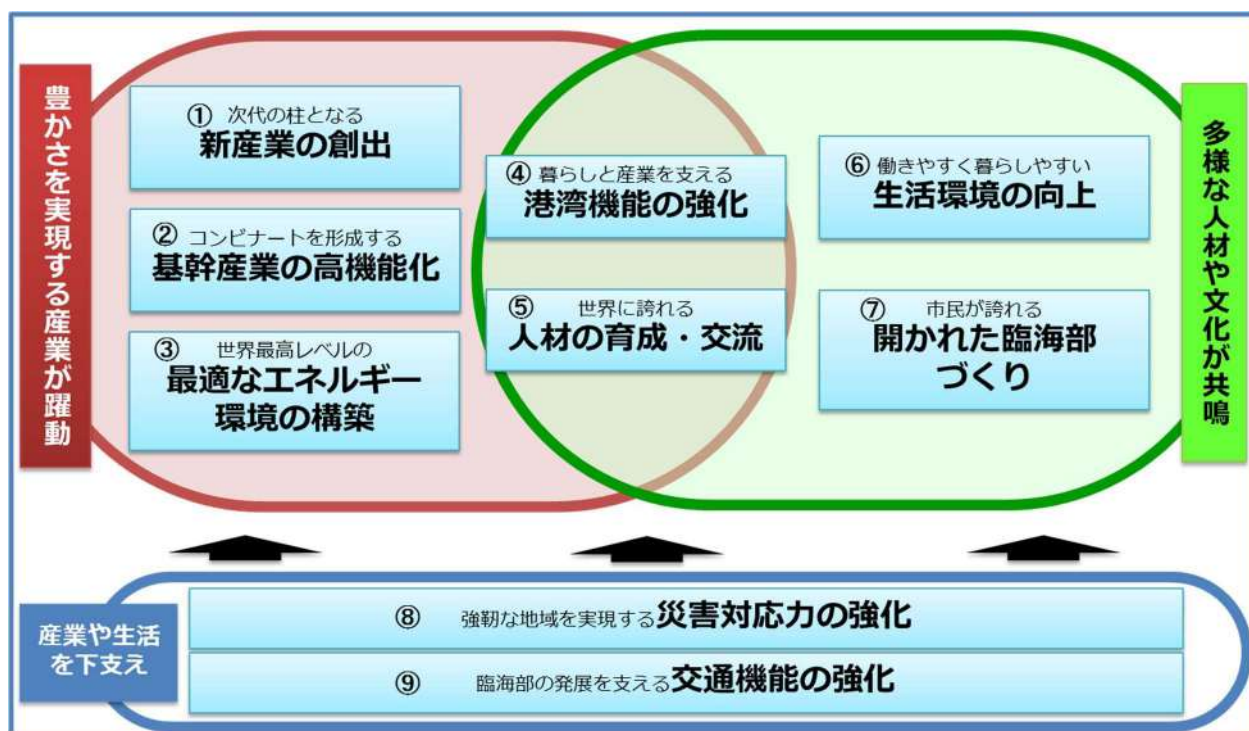 豊かさを実現する産業が躍動
① 次代の柱となる
新産業の創出
② コンビナートを形成する
基幹産業の高機能化
③ 世界最高レベルの
最適なエネルギー
環境の構築
④ 暮らしと産業を支える
港湾機能の強化
⑤ 世界に誇れる
人材の育成・交流
⑥ 働きやすく暮らしやすい
生活環境の向上
⑦ 市民が誇れる
開かれた臨海部
づくり
多様な人材や文化が共鳴
産業や生活
を下支え
⑧ 強靭な地域を実現する災害対応力の強化
⑨ 臨海部の発展を支える交通機能の強化